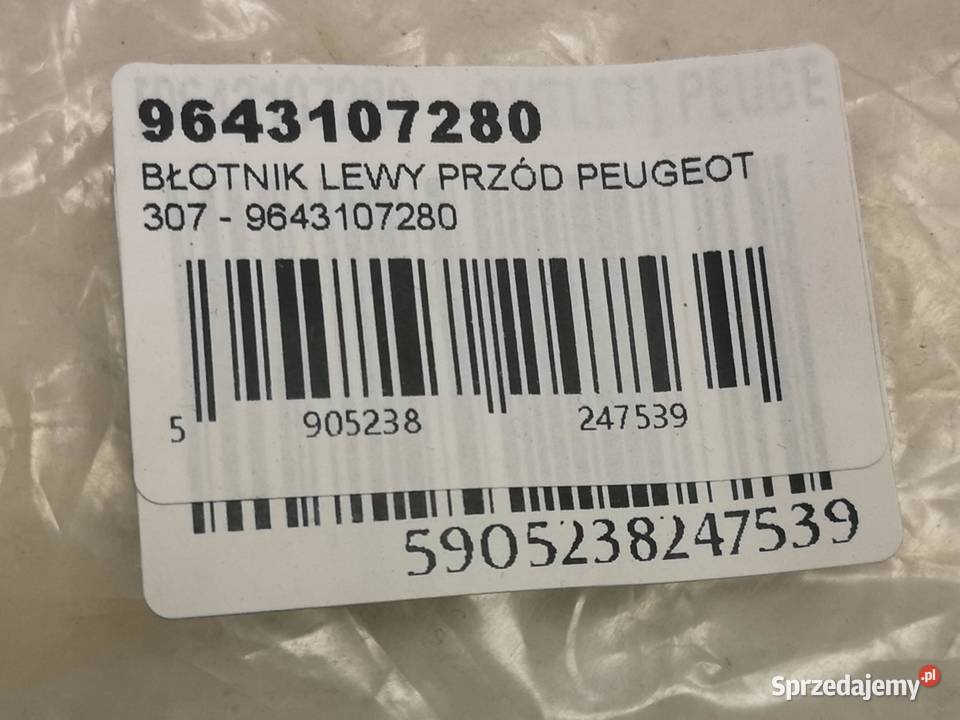 9643107280
BŁOTNIK LEWY PRZÓD PEUGEOT
307 - 9643107280
5 905238 247539
5905238247539
Sprzedajemy.pl